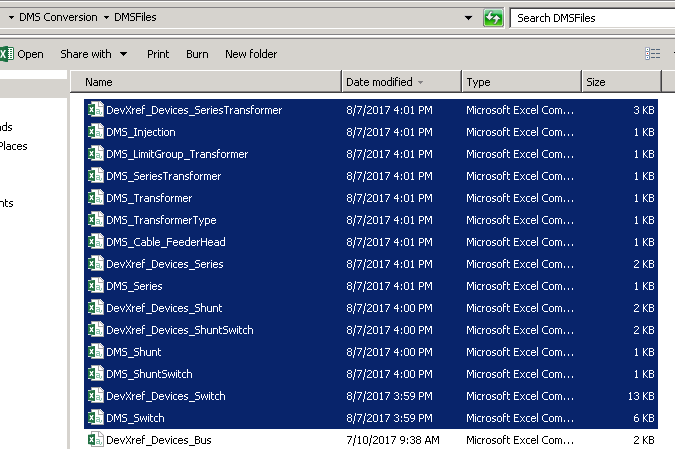 DMS Conversion DMSFiles Search DMSFiles
Open Share with Print Burn New folder
Name Date modified Type Size
DevXref_Devices_SeriesTransformer 8/7/2017 4:01 PM Microsoft Excel Com... 3 KB
DMS_Injection 8/7/2017 4:01 PM Microsoft Excel Com... 1 KB
DMS_LimitGroup_Transformer 8/7/2017 4:01 PM Microsoft Excel Com... 1 KB
DMS_SeriesTransformer 8/7/2017 4:01 PM Microsoft Excel Com... 1 KB
DMS_Transformer 8/7/2017 4:01 PM Microsoft Excel Com... 1 KB
DMS_TransformerType 8/7/2017 4:01 PM Microsoft Excel Com... 1 KB
DMS_Cable_FeederHead 8/7/2017 4:01 PM Microsoft Excel Com... 1 KB
DevXref_Devices_Series 8/7/2017 4:01 PM Microsoft Excel Com... 2 KB
DMS_Series 8/7/2017 4:01 PM Microsoft Excel Com... 1 KB
DevXref_Devices_Shunt 8/7/2017 4:00 PM Microsoft Excel Com... 2 KB
DevXref_Devices_ShuntSwitch 8/7/2017 4:00 PM Microsoft Excel Com... 2 KB
DMS_Shunt 8/7/2017 4:00 PM Microsoft Excel Com... 1 KB
DMS_ShuntSwitch 8/7/2017 4:00 PM Microsoft Excel Com... 1 KB
DevXref_Devices_Switch 8/7/2017 3:59 PM Microsoft Excel Com... 13 KB
DMS_Switch 8/7/2017 3:59 PM Microsoft Excel Com... 6 KB
DevXref_Devices_Bus 7/10/2017 9:38 AM Microsoft Excel Com... 2 KB
nds
Places
nts